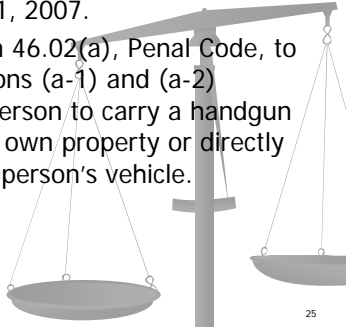 1, 2007.
46.02(a), Penal Code, to
ons (a-1) and (a-2)
erson to carry a handgun
own property or directly
person's vehicle.
25